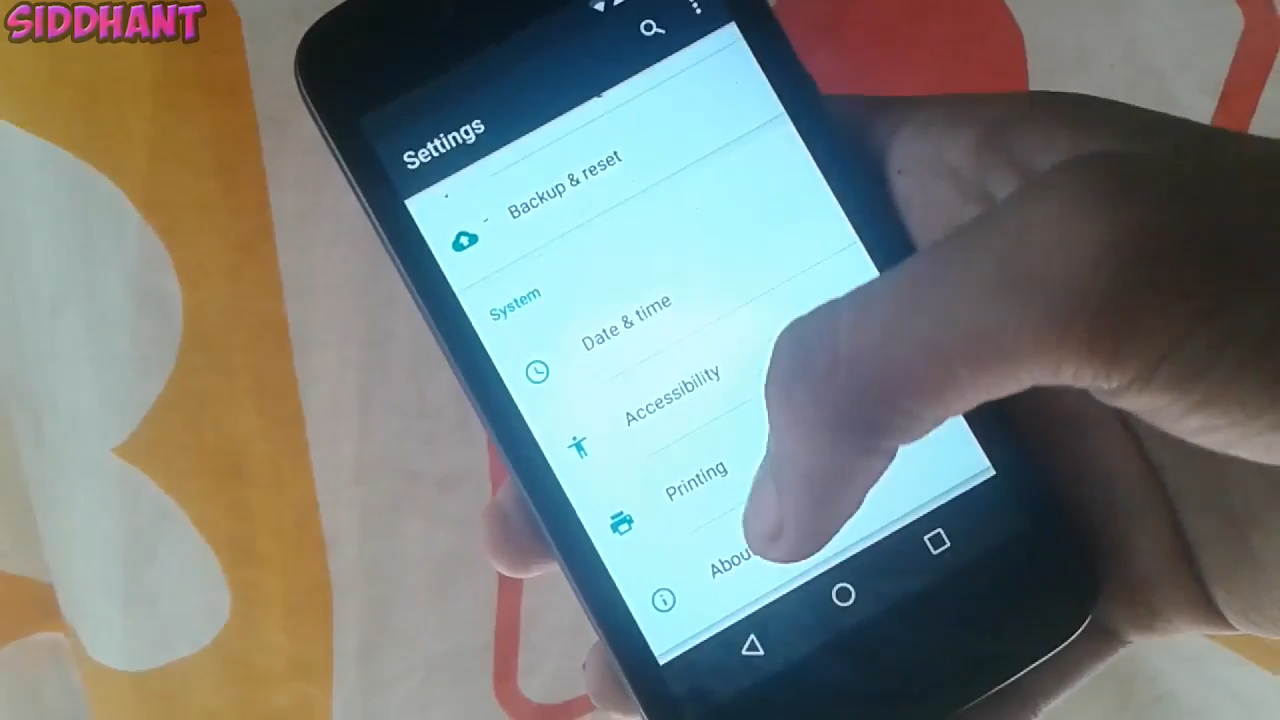 SIDDHANT
Settings
Backup & reset
System
Date & time
Accessibility
Printing
Abou